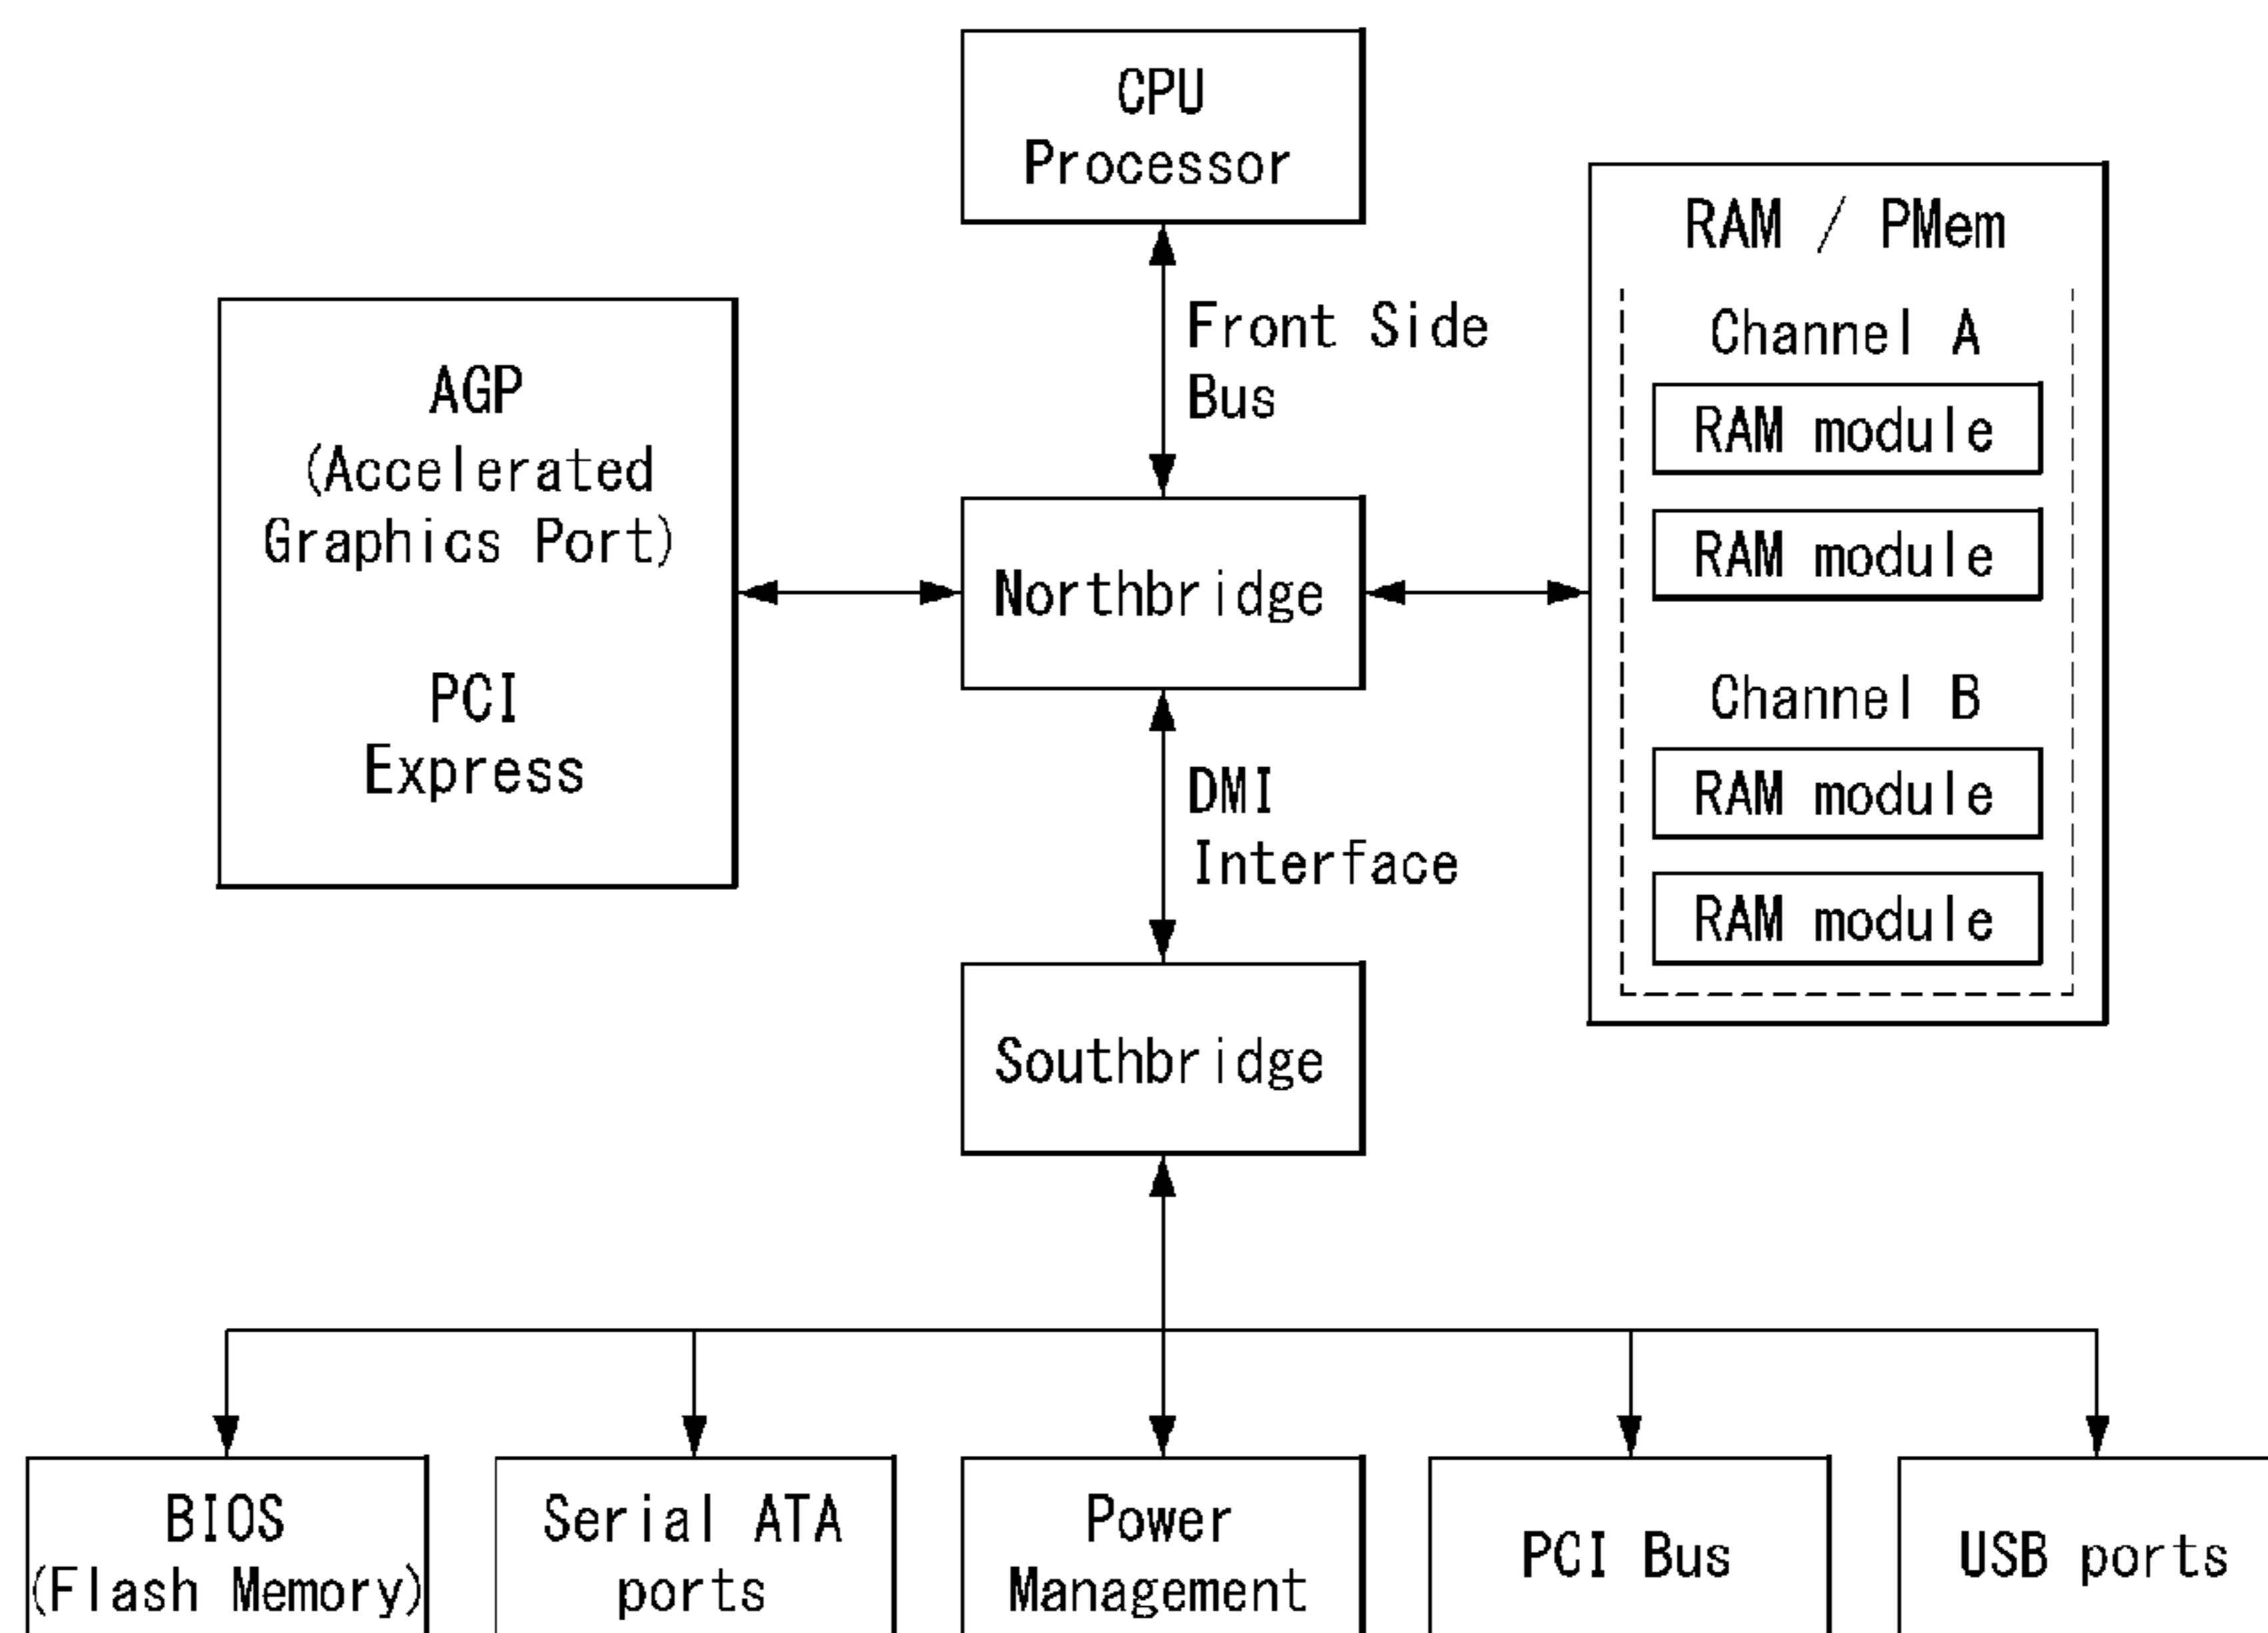 CPU
Processor
RAM / PMem
Front Side
Bus
Channel A
RAM module
RAM module
AGP
(Accelerated
Graphics Port)
PCI
Express
Northbridge
Channel B
RAM module
RAM module
DMI
Interface
Southbridge
BIOS
(Flash Memory)
Serial ATA
ports
Power
Management
PCI Bus
USB ports